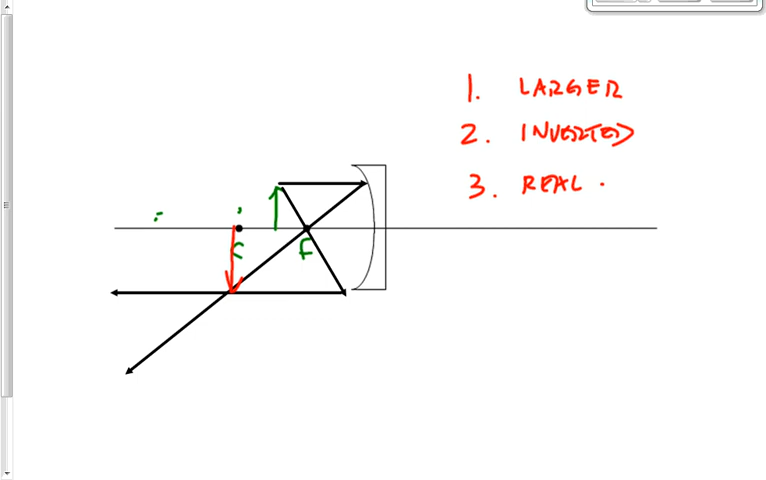 1. LARGER
2. INVERTED
3. REAL .
C
F